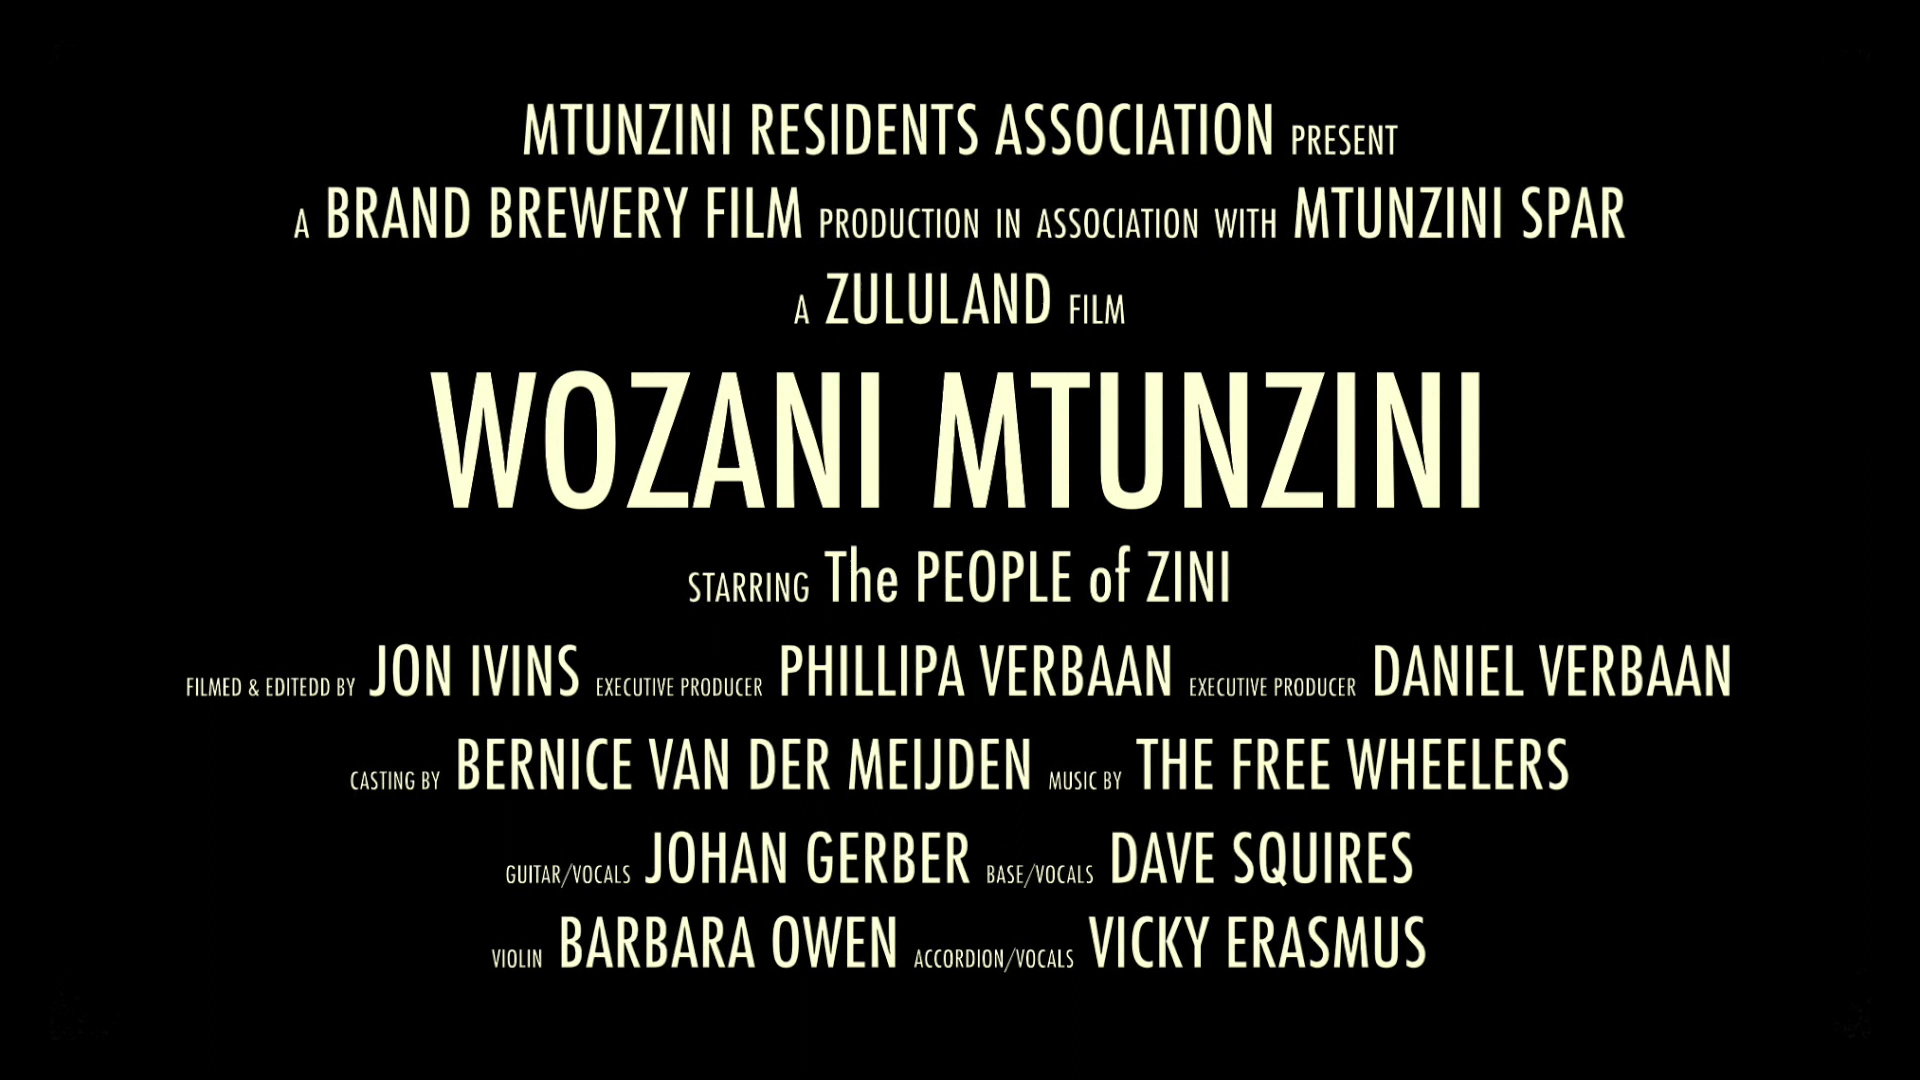 MTUNZINI RESIDENTS ASSOCIATION PRESENT
A BRAND BREWERY FILM PRODUCTION IN ASSOCIATION WITH MTUNZINI SPAR
A ZULULAND FILM
WOZANI MTUNZINI
STARRING The PEOPLE of ZINI
FILMED & EDITEDD BY JON IVINS EXECUTIVE PRODUCER PHILLIPA VERBAAN EXECUTIVE PRODUCER DANIEL VERBAAN
CASTING BY BERNICE VAN DER MEIJDEN MUSIC BY THE FREE WHEELERS
GUITAR/VOCALS JOHAN GERBER BASE/VOCALS DAVE SQUIRES
VIOLIN BARBARA OWEN ACCORDION/VOCALS VICKY ERASMUS